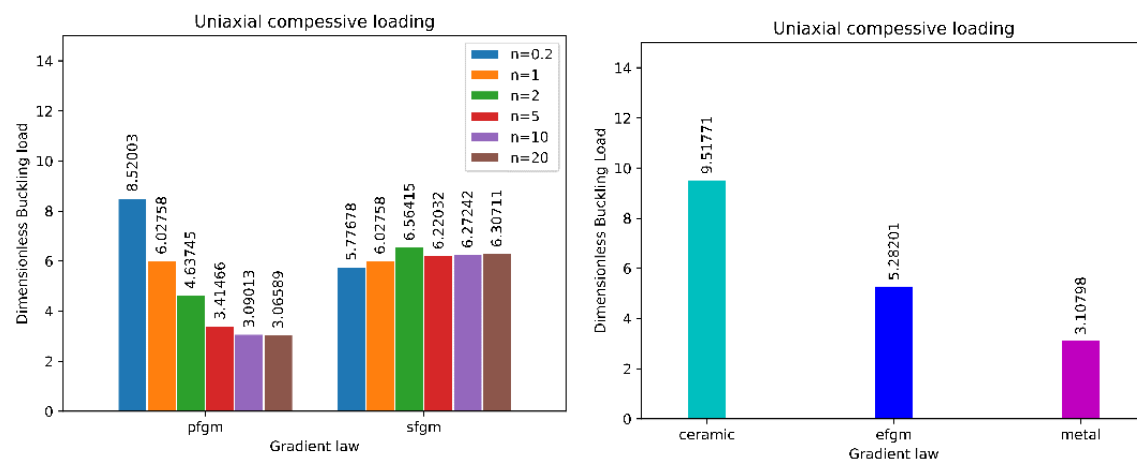 Uniaxial compessive loading
Dimensionless Buckling load
14
12
10
8
6
4
2
0
n=0.2
n=1
n=2
n=5
n=10
n=20
8.52003
6.02758
4.63745
3.41466
3.09013
3.06589
5.77678
6.02758
6.56415
6.22032
6.27242
6.30711
pfgm
sfgm
Gradient law
Uniaxial compessive loading
Dimensionless Buckling Load
14
12
10
8
6
4
2
0
9.51771
5.28201
3.10798
ceramic
efgm
metal
Gradient law